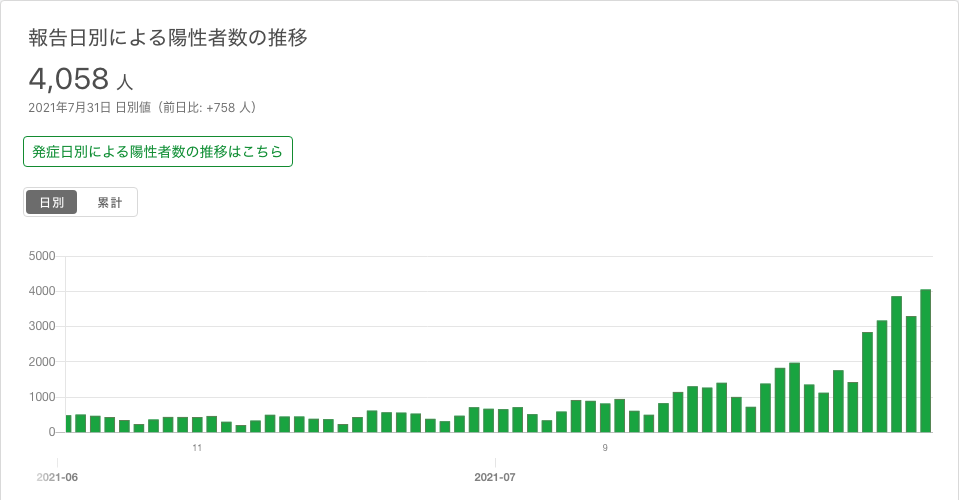 報告日別による陽性者数の推移
4,058 人
2021年7月31日 日別値（前日比: +758 人）
発症日別による陽性者数の推移はこちら
日別 累計
5000
4000
3000
2000
1000
0
11 9
2021-06 2021-07